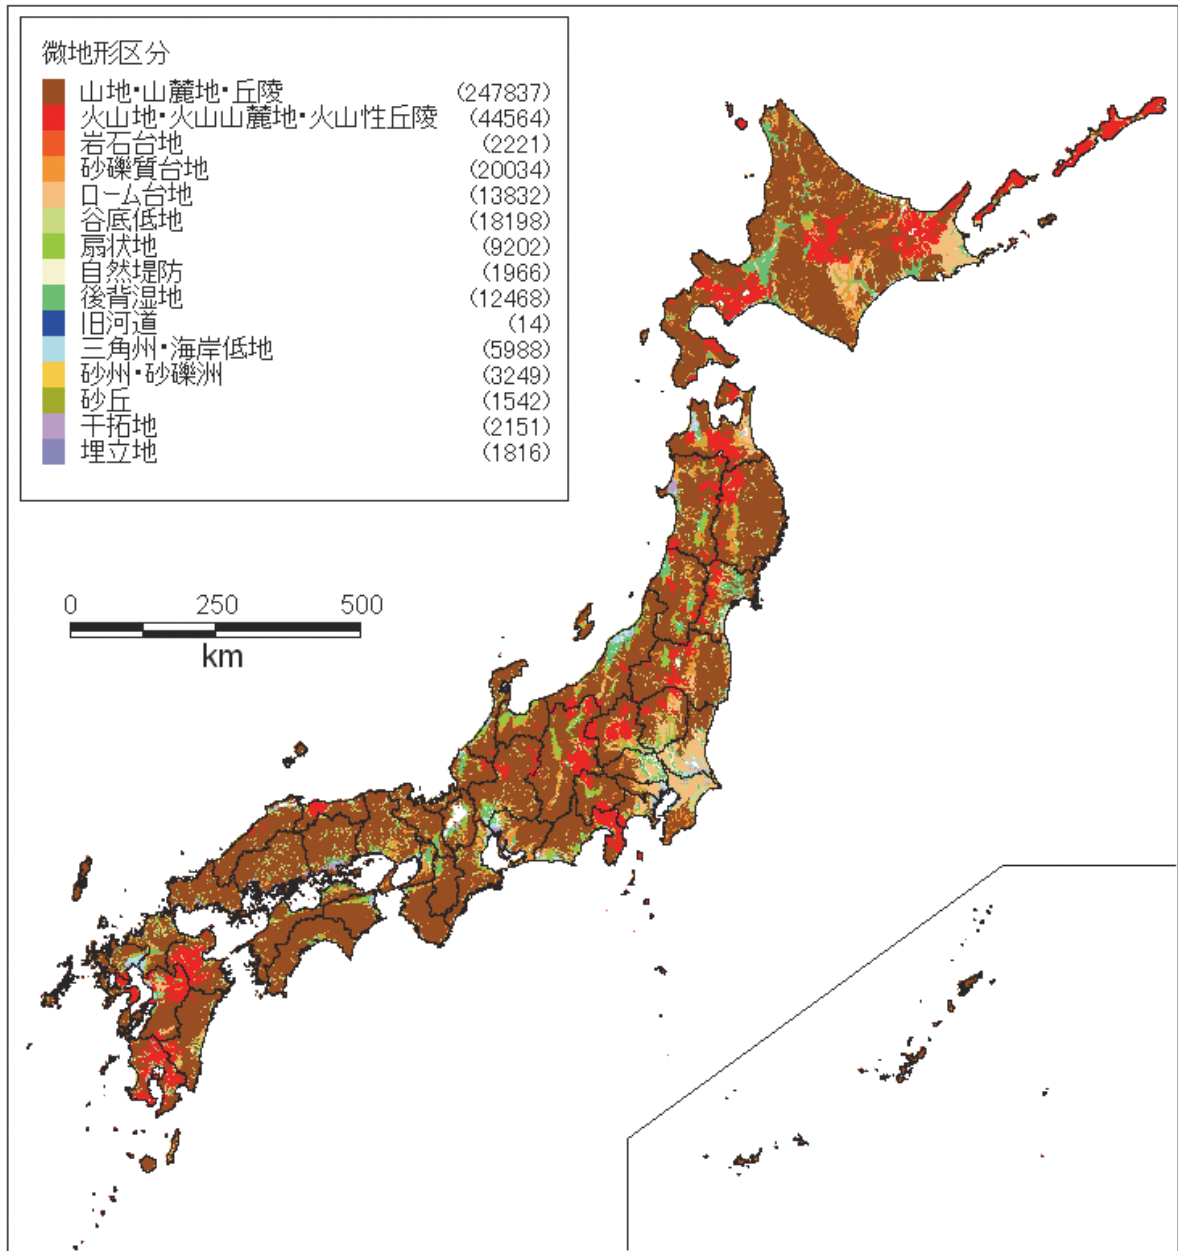 微地形区分
山地・山麓地・丘陵 (247837)
火山地・火山山麓地・火山性丘陵 (44564)
岩石台地 (2221)
砂礫質台地 (20034)
ローム台地 (13832)
谷底低地 (18198)
扇状地 (9202)
自然堤防 (1966)
後背湿地 (12468)
旧河道 (14)
三角州・海岸低地 (5988)
砂州・砂礫洲 (3249)
砂丘 (1542)
干拓地 (2151)
埋立地 (1816)
0 250 500
km